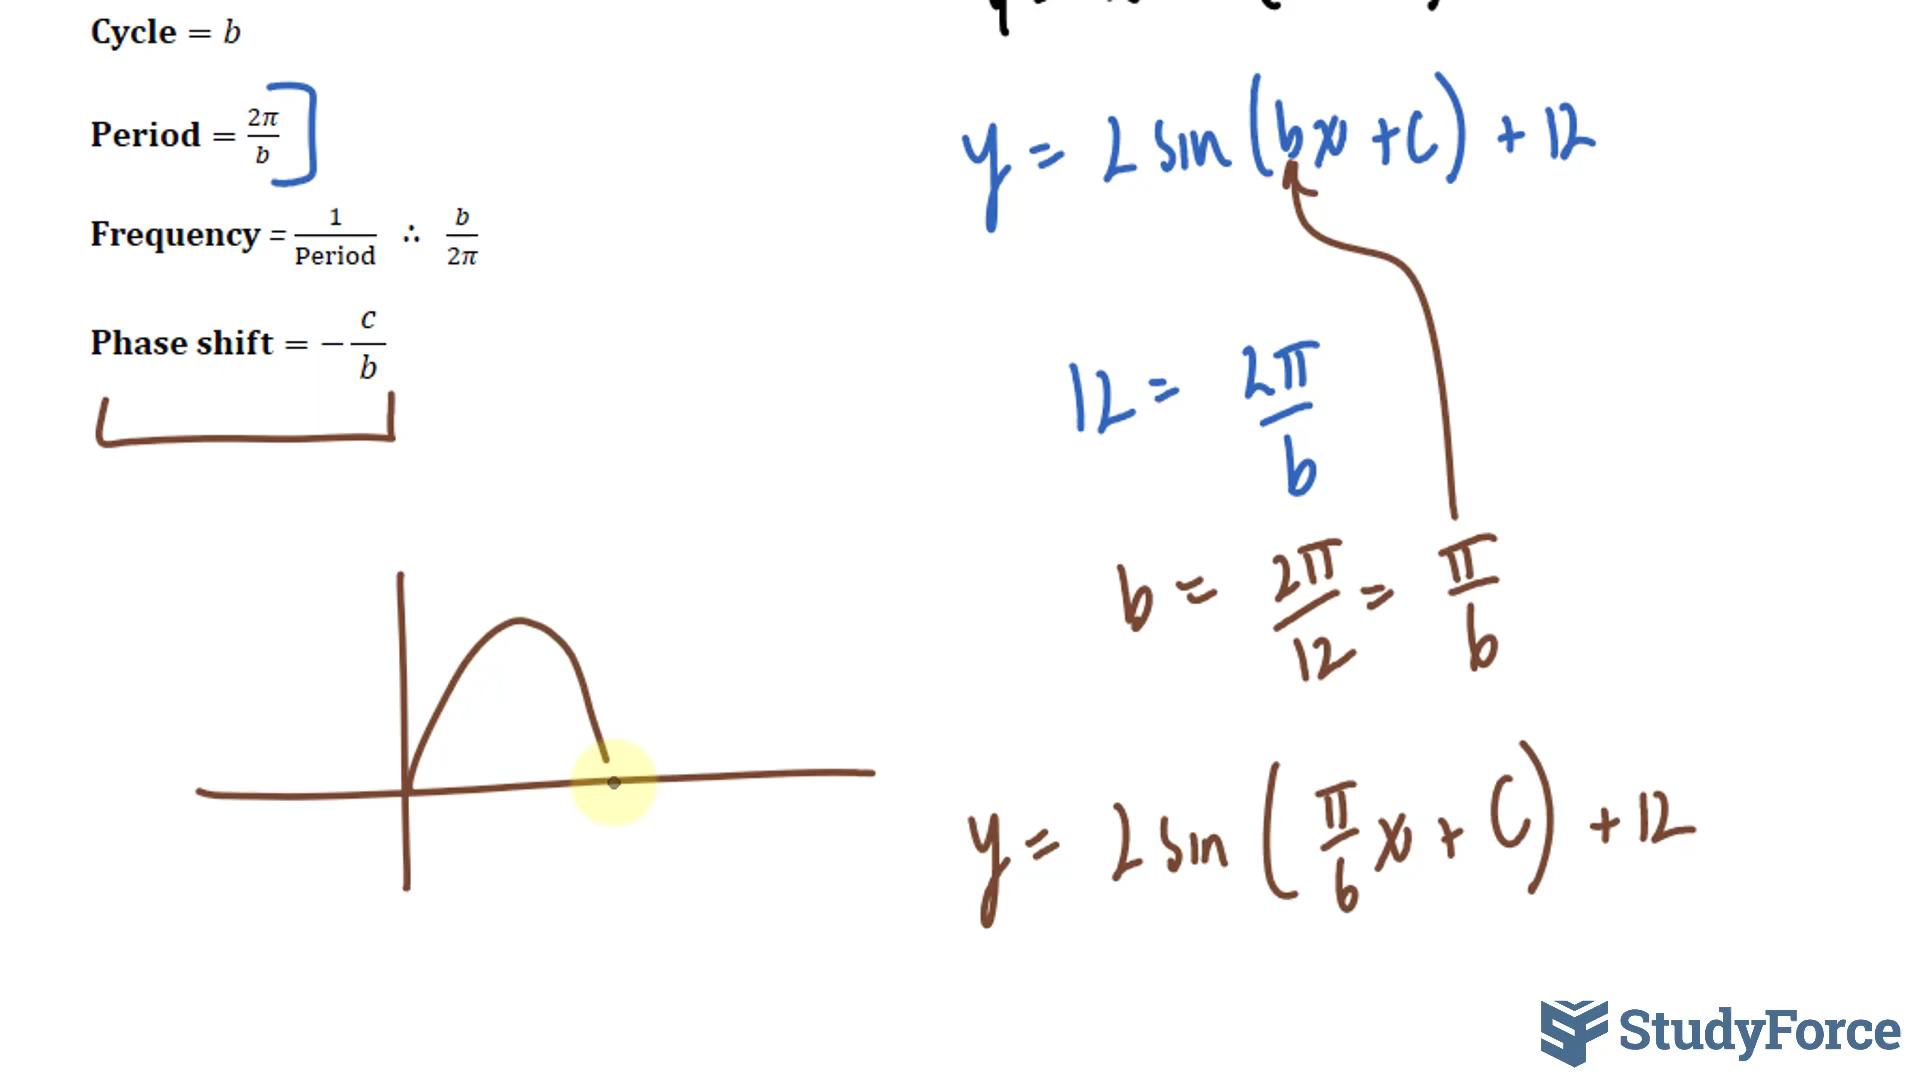 Cycle = b
Period = 2π/b
Frequency = 1/Period ∴ b/2π
Phase shift = − c/b
y = 2 sin (bx + C) + 12
12 = 2π/b
b = 2π/12 = π/6
y = 2 sin (π/6 x + C) + 12
StudyForce